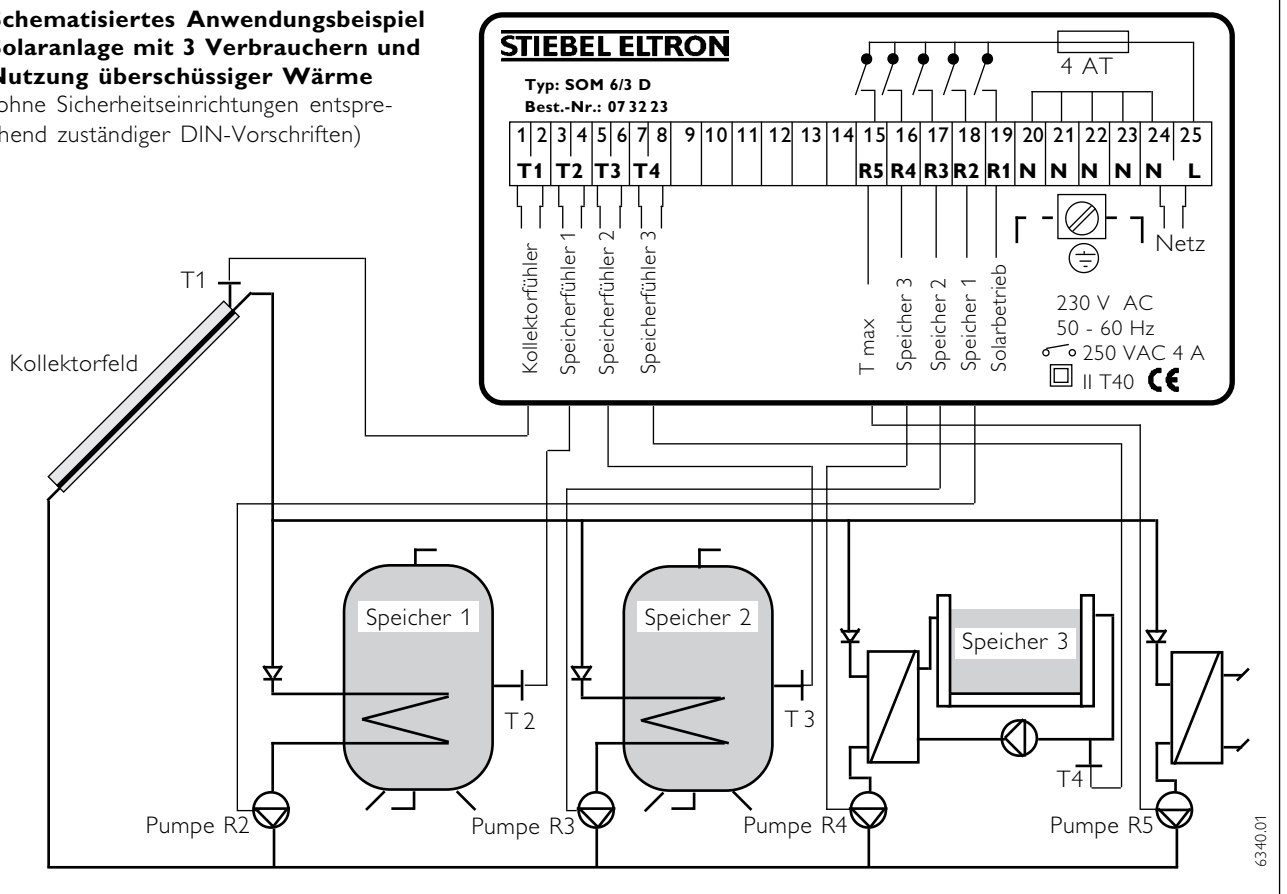 chematisiertes Anwendungsbeispiel
olaranlage mit 3 Verbrauchern und
Nutzung überschüssiger Wärme
ohne Sicherheitseinrichtungen entspre-
hend zuständiger DIN-Vorschriften)
STIEBEL ELTRON
Typ: SOM 6/3 D
Best.-Nr.: 07 32 23
4 AT
1 2 3 4 5 6 7 8 9 10 11 12 13 14 15 16 17 18 19 20 21 22 23 24 25
T1 T2 T3 T4 R5 R4 R3 R2 R1 N N N N N L
Kollektorfühler
Speicherfühler 1
Speicherfühler 2
Speicherfühler 3
T max
Speicher 3
Speicher 2
Speicher 1
Solarbetrieb
Netz
230 V AC
50 - 60 Hz
250 VAC 4 A
II T40 CE
T1
Kollektorfeld
Speicher 1
Speicher 2
Speicher 3
T 2
T 3
T4
Pumpe R2
Pumpe R3
Pumpe R4
Pumpe R5
6340.01